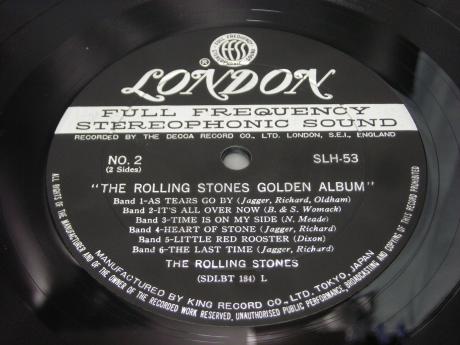 FULL FREQUENCY RANGE
ffss
®
LONDON
FULL FREQUENCY
STEREOPHONIC SOUND
RECORDED BY THE DECCA RECORD CO., LTD. LONDON, S.E.I., ENGLAND
NO. 2 SLH-53
(2 Sides)
"THE ROLLING STONES GOLDEN ALBUM"
Band 1-AS TEARS GO BY (Jagger, Richard, Oldham)
Band 2-IT'S ALL OVER NOW (B. & S. Womach)
Band 3-TIME IS ON MY SIDE (N. Meade)
Band 4-HEART OF STONE (Jagger, Richard)
Band 5-LITTLE RED ROOSTER (Dixon)
Band 6-THE LAST TIME (Jagger, Richard)
THE ROLLING STONES
(SDLBT 184) L
MANUFACTURED BY KING RECORD CO., LTD. TOKYO, JAPAN
ALL RIGHTS OF THE MANUFACTURER AND OF THE OWNER OF THE RECORDED WORK RESERVED, UNAUTHORISED PUBLIC PERFORMANCE, BROADCASTING AND COPYING OF THIS RECORD PROHIBITED